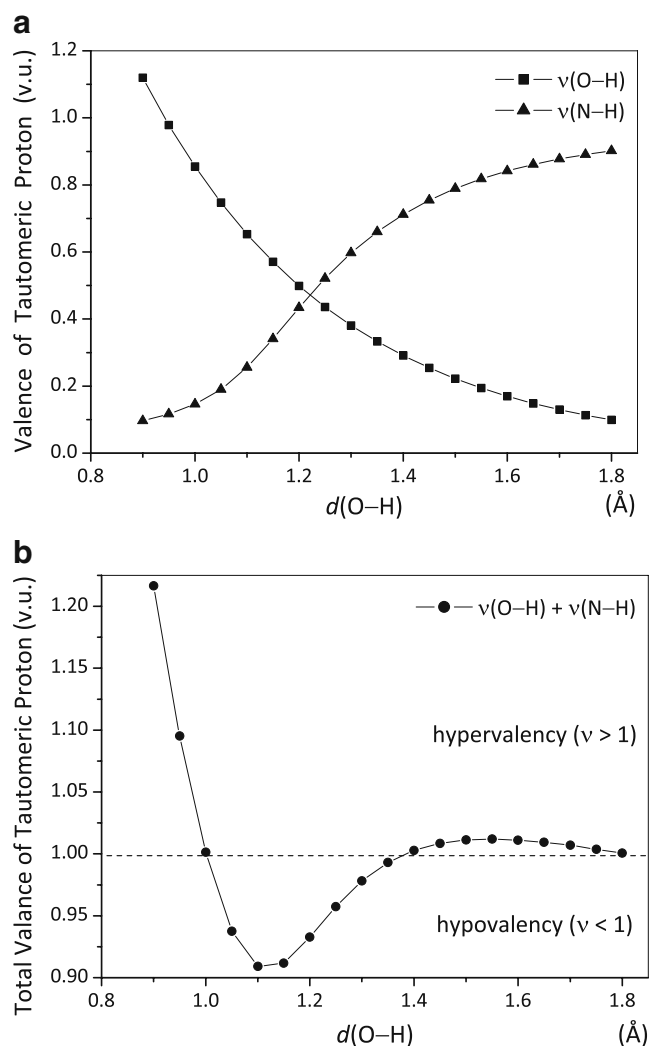 a
Valence of Tautomeric Proton (v.u.)
1.2
1.0
0.8
0.6
0.4
0.2
0.0
ν(O–H)
ν(N–H)
0.8 1.0 1.2 1.4 1.6 1.8
d(O–H) (Å)
b
Total Valance of Tautomeric Proton (v.u.)
1.20
1.15
1.10
1.05
1.00
0.95
0.90
ν(O–H) + ν(N–H)
hypervalency (ν > 1)
hypovalency (ν < 1)
0.8 1.0 1.2 1.4 1.6 1.8
d(O–H) (Å)